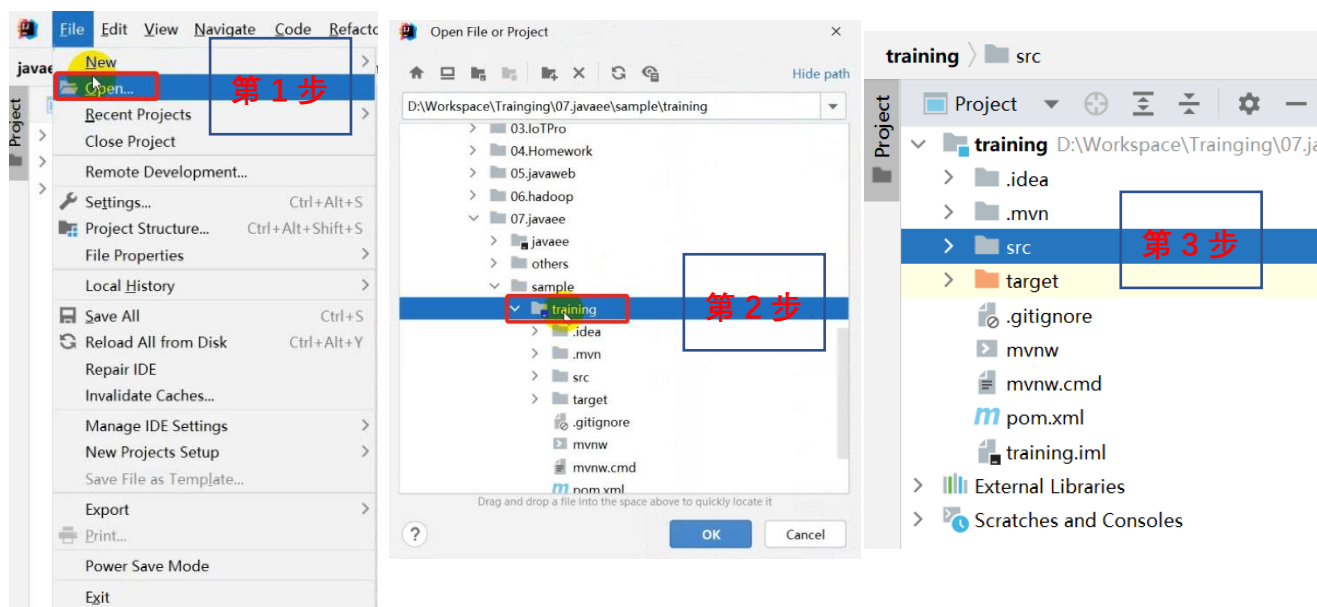 File Edit View Navigate Code Refacto
javae
New
Open...
Recent Projects
Close Project
Remote Development...
Settings... Ctrl+Alt+S
Project Structure... Ctrl+Alt+Shift+S
File Properties
Local History
Save All Ctrl+S
Reload All from Disk Ctrl+Alt+Y
Repair IDE
Invalidate Caches...
Manage IDE Settings
New Projects Setup
Save File as Template...
Export
Print...
Power Save Mode
Exit
Project
第 1 步
Open File or Project
Hide path
D:\Workspace\Trainging\07.javaee\sample\training
03.IoTPro
04.Homework
05.javaweb
06.hadoop
07.javaee
javaee
others
sample
training
.idea
.mvn
src
target
.gitignore
mvnw
mvnw.cmd
pom.xml
Drag and drop a file into the space above to quickly locate it
? OK Cancel
第 2 步
training src
Project
Project
training D:\Workspace\Trainging\07.ja
.idea
.mvn
src
target
.gitignore
mvnw
mvnw.cmd
pom.xml
training.iml
External Libraries
Scratches and Consoles
第 3 步